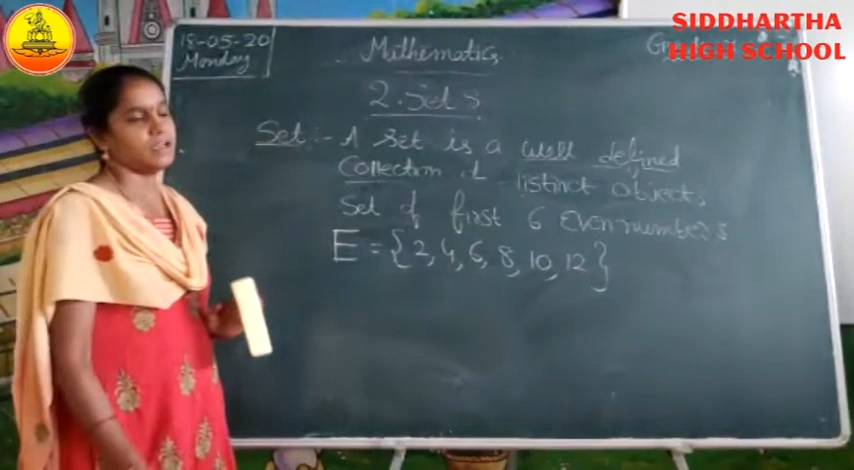 SIDDHARTHA
HIGH SCHOOL
18-05-20
Monday
Mathematics
2. Sets
Set :- A set is a well defined
Collection of distinct objects
Set of first 6 even numbers
E = {2, 4, 6, 8, 10, 12}